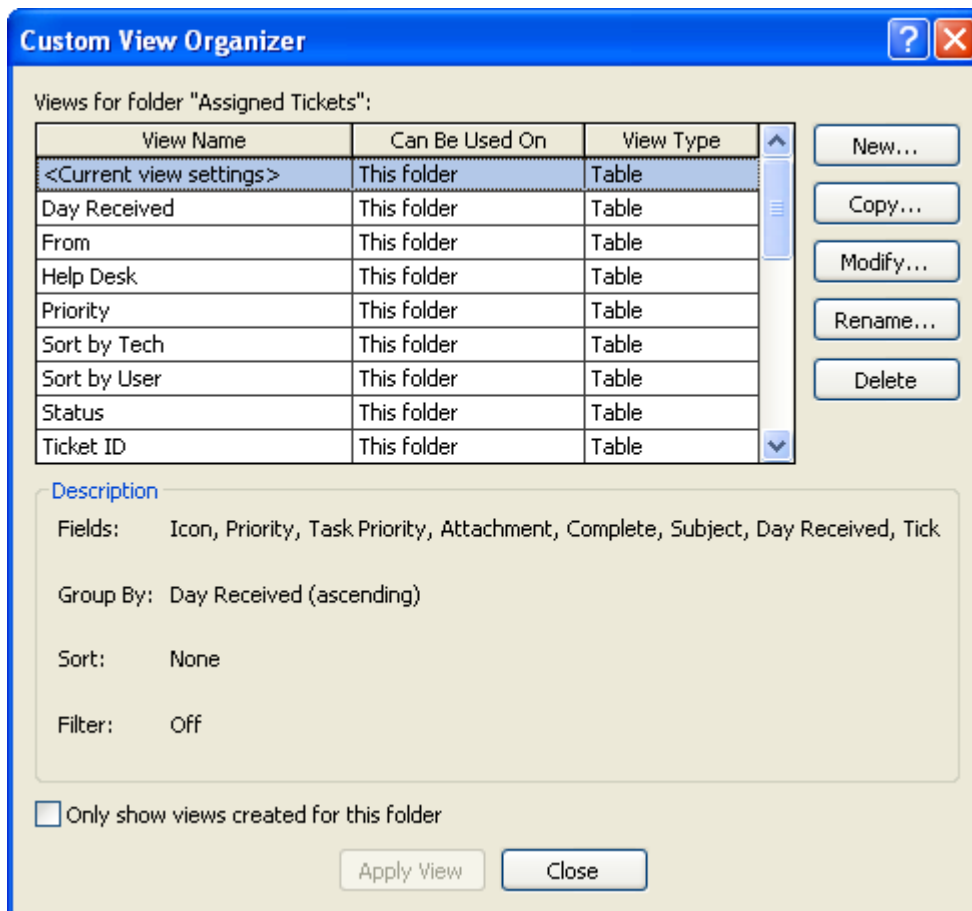 Custom View Organizer
Views for folder "Assigned Tickets":
View Name Can Be Used On View Type
<Current view settings> This folder Table
Day Received This folder Table
From This folder Table
Help Desk This folder Table
Priority This folder Table
Sort by Tech This folder Table
Sort by User This folder Table
Status This folder Table
Ticket ID This folder Table
New...
Copy...
Modify...
Rename...
Delete
Description
Fields: Icon, Priority, Task Priority, Attachment, Complete, Subject, Day Received, Tick
Group By: Day Received (ascending)
Sort: None
Filter: Off
Only show views created for this folder
Apply View Close